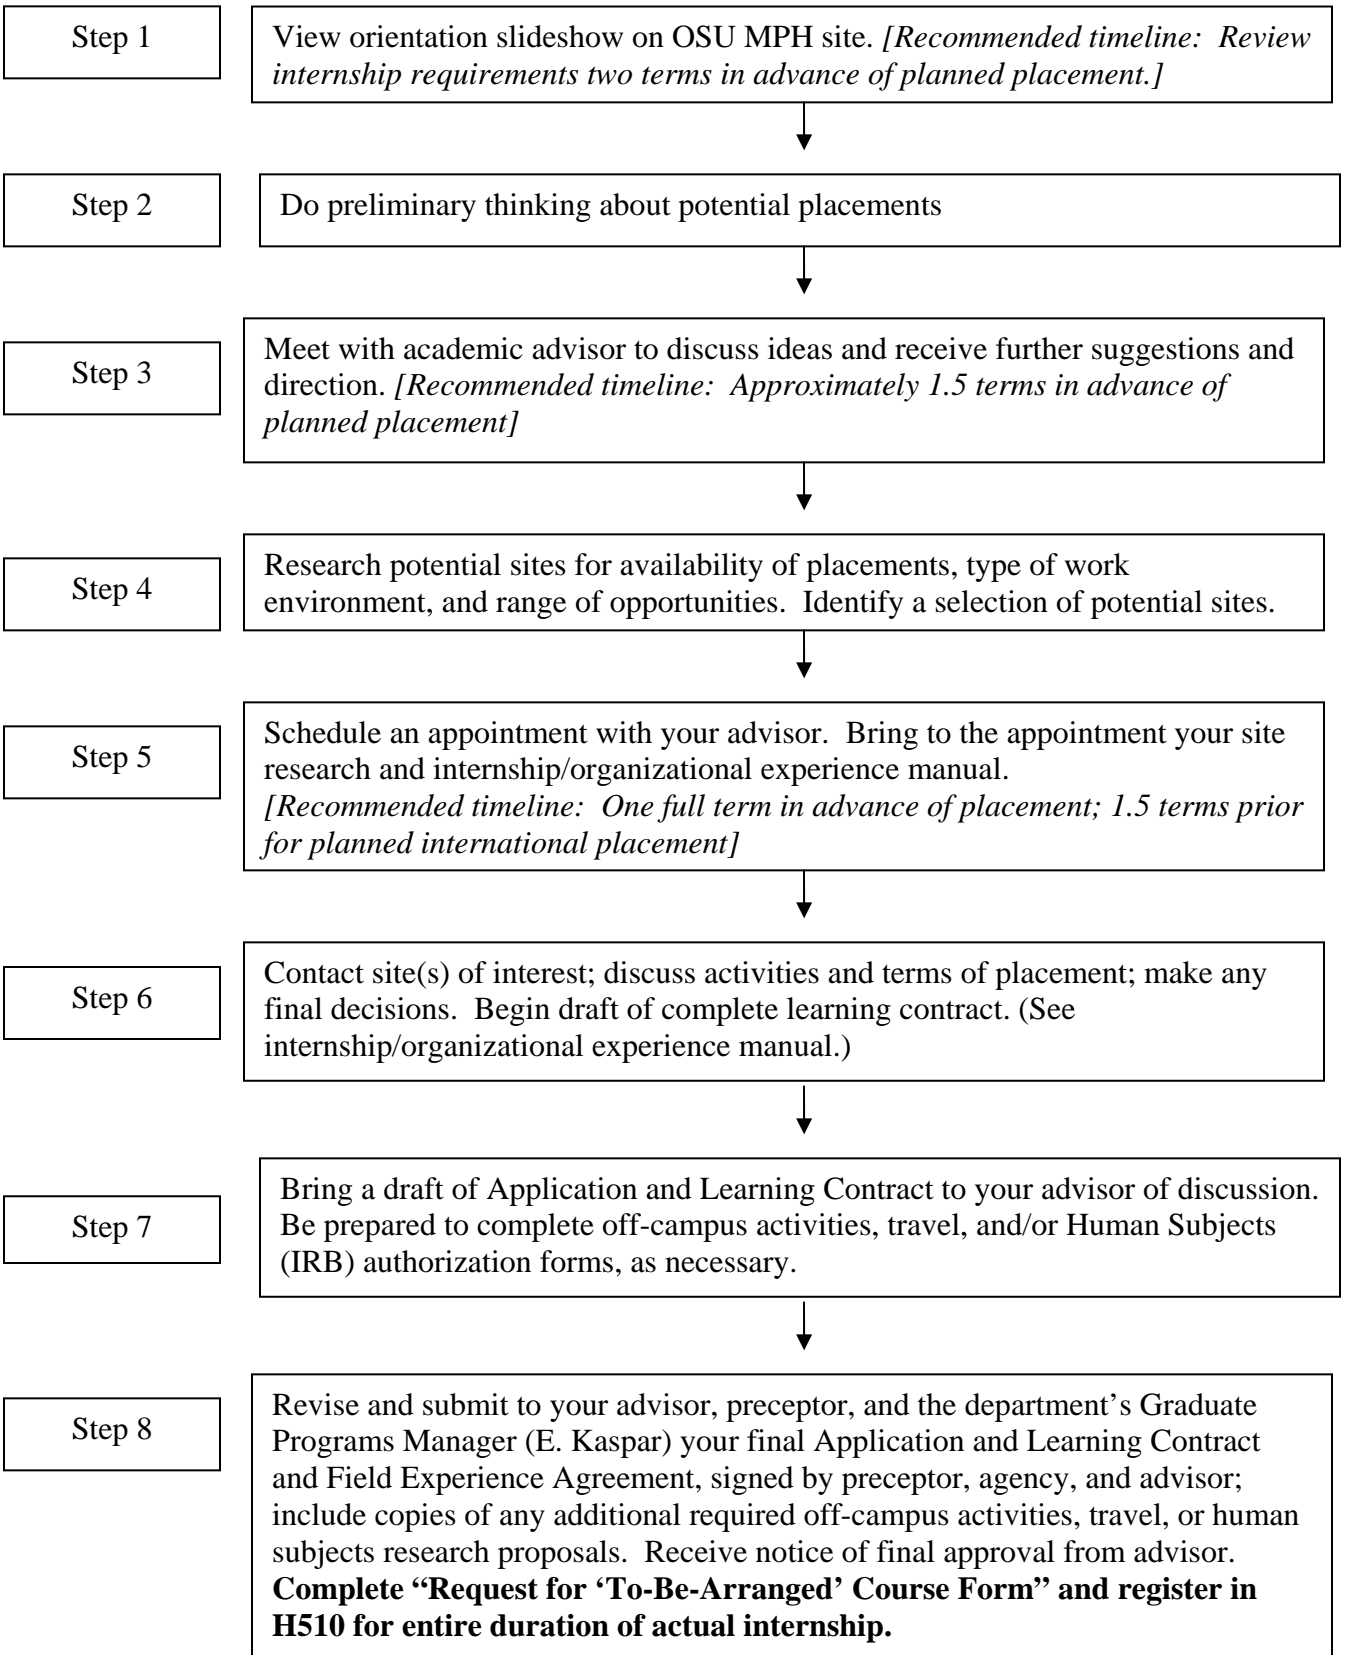 Step 1
View orientation slideshow on OSU MPH site. [Recommended timeline: Review
internship requirements two terms in advance of planned placement.]
Step 2
Do preliminary thinking about potential placements
Step 3
Meet with academic advisor to discuss ideas and receive further suggestions and
direction. [Recommended timeline: Approximately 1.5 terms in advance of
planned placement]
Step 4
Research potential sites for availability of placements, type of work
environment, and range of opportunities. Identify a selection of potential sites.
Step 5
Schedule an appointment with your advisor. Bring to the appointment your site
research and internship/organizational experience manual.
[Recommended timeline: One full term in advance of placement; 1.5 terms prior
for planned international placement]
Step 6
Contact site(s) of interest; discuss activities and terms of placement; make any
final decisions. Begin draft of complete learning contract. (See
internship/organizational experience manual.)
Step 7
Bring a draft of Application and Learning Contract to your advisor of discussion.
Be prepared to complete off-campus activities, travel, and/or Human Subjects
(IRB) authorization forms, as necessary.
Step 8
Revise and submit to your advisor, preceptor, and the department’s Graduate
Programs Manager (E. Kaspar) your final Application and Learning Contract
and Field Experience Agreement, signed by preceptor, agency, and advisor;
include copies of any additional required off-campus activities, travel, or human
subjects research proposals. Receive notice of final approval from advisor.
Complete “Request for ‘To-Be-Arranged’ Course Form” and register in
H510 for entire duration of actual internship.